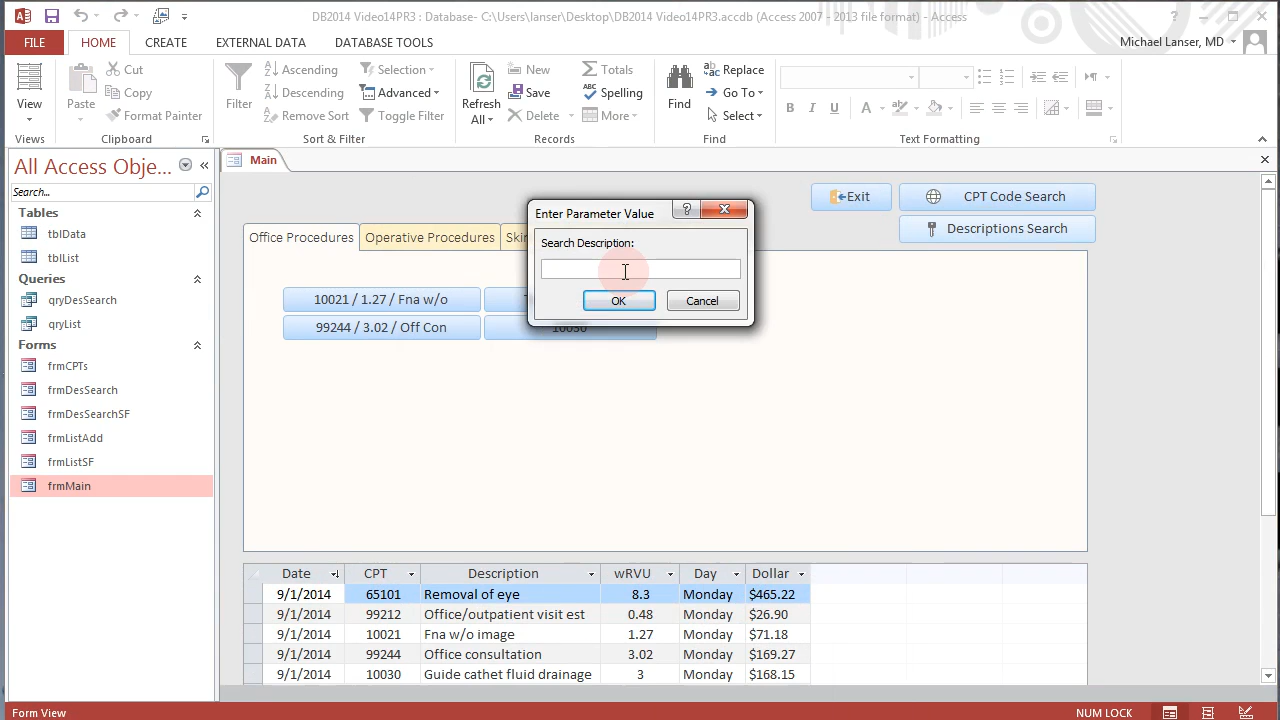 DB2014 Video14PR3 : Database- C:\Users\lanser\Desktop\DB2014 Video14PR3.accdb (Access 2007 - 2013 file format) - Access
FILE
HOME
CREATE
EXTERNAL DATA
DATABASE TOOLS
Michael Lanser, MD
View
Paste
Cut
Copy
Format Painter
Filter
Ascending
Descending
Remove Sort
Selection
Advanced
Toggle Filter
Refresh
All
New
Save
Delete
Totals
Spelling
More
Find
Replace
Go To
Select
Views
Clipboard
Sort & Filter
Records
Find
Text Formatting
All Access Obje...
Search...
Tables
tblData
tblList
Queries
qryDesSearch
qryList
Forms
frmCPTs
frmDesSearch
frmDesSearchSF
frmListAdd
frmListSF
frmMain
Main
Exit
CPT Code Search
Descriptions Search
Office Procedures
Operative Procedures
Enter Parameter Value
Search Description:
OK
Cancel
10021 / 1.27 / Fna w/o
99244 / 3.02 / Off Con
10030
Date CPT Description wRVU Day Dollar
9/1/2014 65101 Removal of eye 8.3 Monday $465.22
9/1/2014 99212 Office/outpatient visit est 0.48 Monday $26.90
9/1/2014 10021 Fna w/o image 1.27 Monday $71.18
9/1/2014 99244 Office consultation 3.02 Monday $169.27
9/1/2014 10030 Guide cathet fluid drainage 3 Monday $168.15
Form View
NUM LOCK